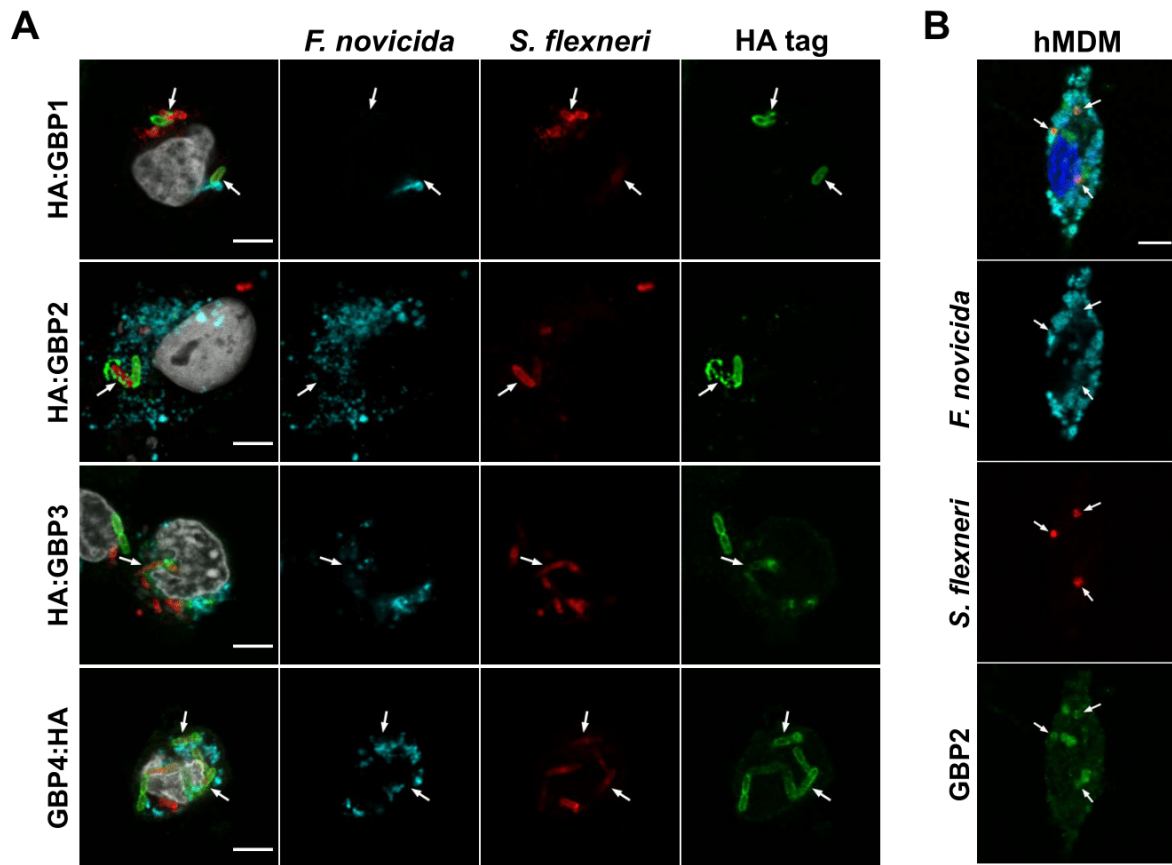 A
B
F. novicida
S. flexneri
HA tag
hMDM
HA:GBP1
HA:GBP2
HA:GBP3
GBP4:HA
F. novicida
S. flexneri
GBP2